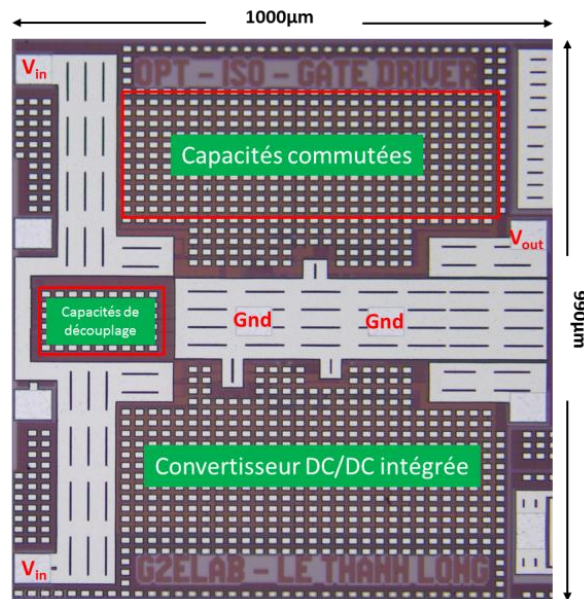 1000µm
Vin
OPT - ISO - GATE DRIVER
Capacités commutées
Vout
990µm
Capacités de
découplage
Gnd
Gnd
Convertisseur DC/DC intégrée
Vin
G2ELAB - LE THANH LONG